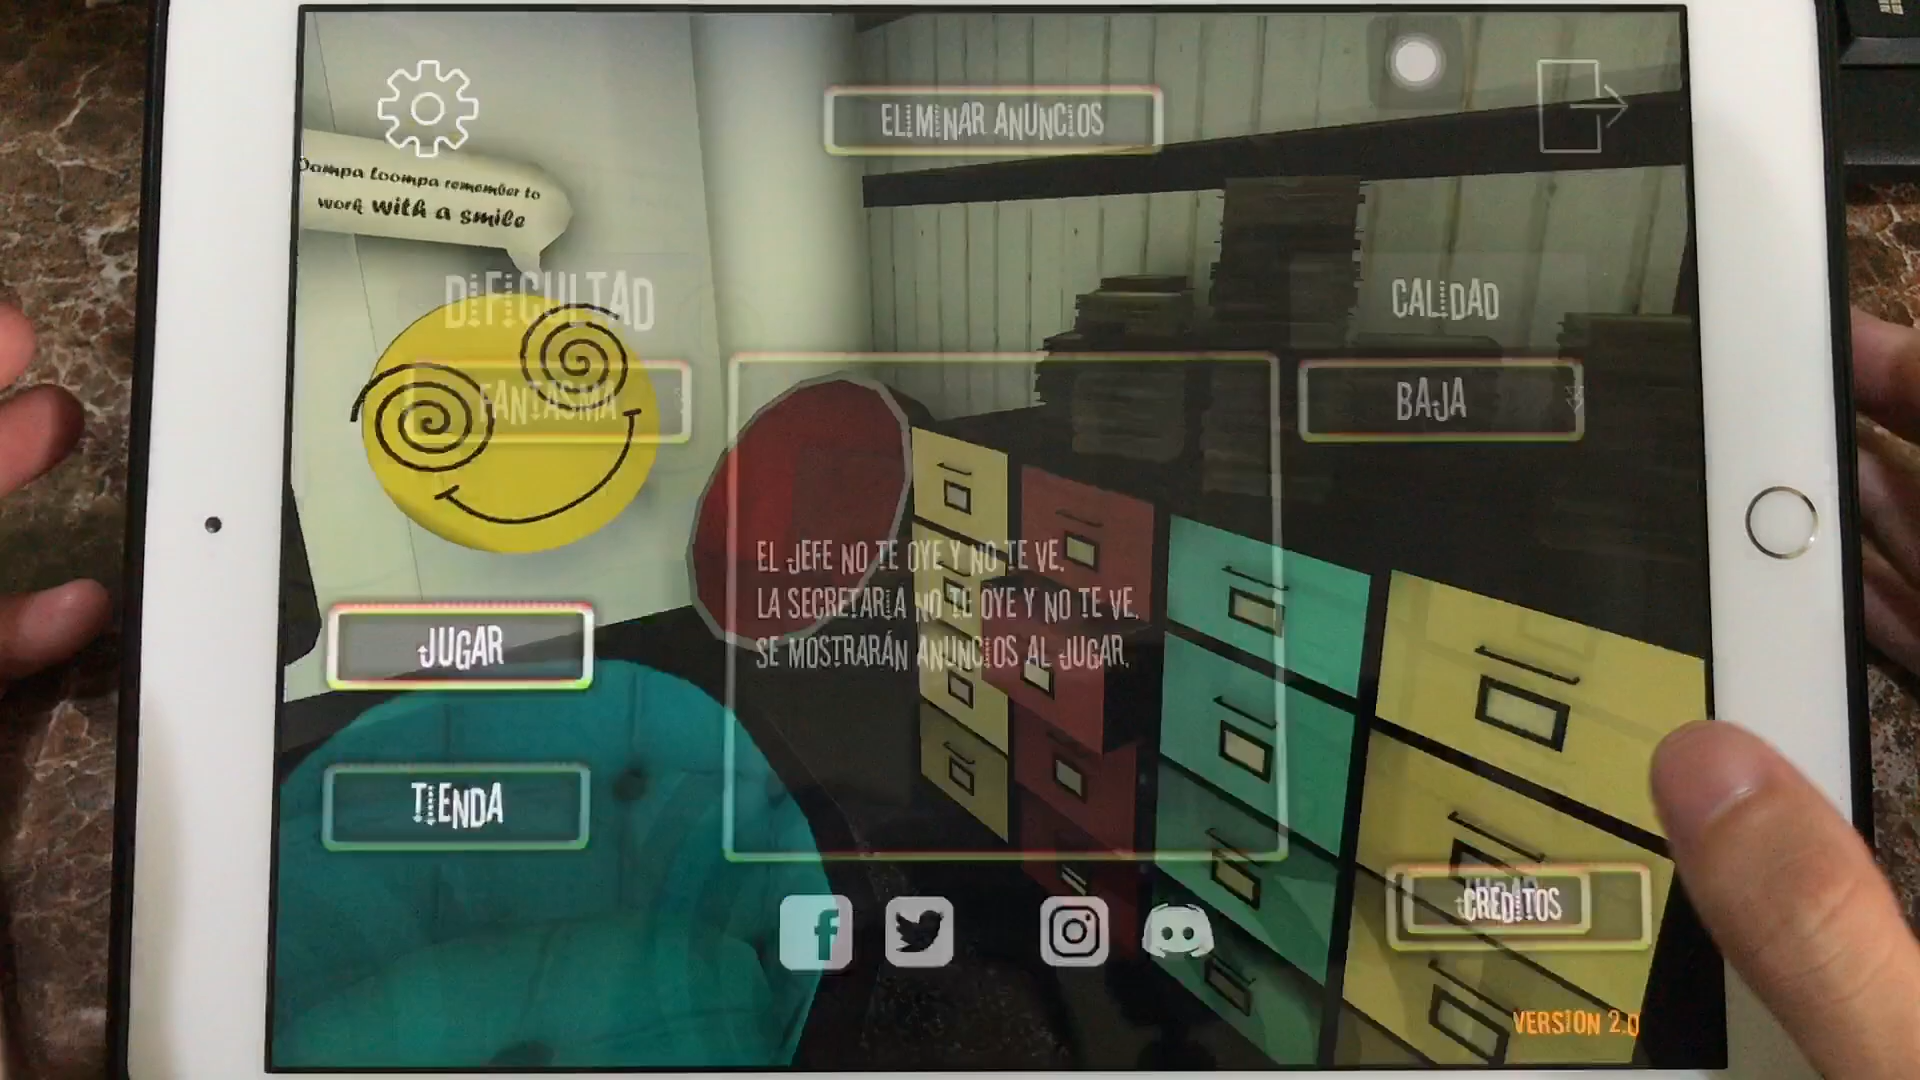 ELIMINAR ANUNCIOS
Oompa Loompa remember to
work with a smile
DIFICULTAD
FANTASMA
CALIDAD
BAJA
EL JEFE NO TE OYE Y NO TE VE.
LA SECRETARIA NO TE OYE Y NO TE VE.
SE MOSTRARÁN ANUNCIOS AL JUGAR.
JUGAR
TIENDA
JUGAR
CREDITOS
VERSION 2.0